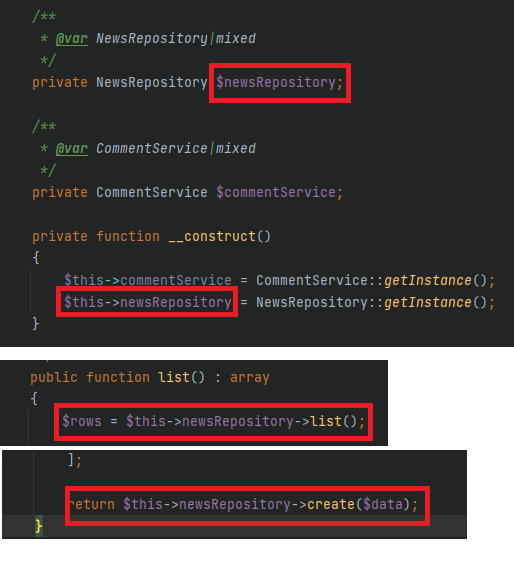 /**
* @var NewsRepository|mixed
*/
private NewsRepository $newsRepository;
/**
* @var CommentService|mixed
*/
private CommentService $commentService;
private function __construct()
{
$this->commentService = CommentService::getInstance();
$this->newsRepository = NewsRepository::getInstance();
}
public function list() : array
{
$rows = $this->newsRepository->list();
];
return $this->newsRepository->create($data);
}